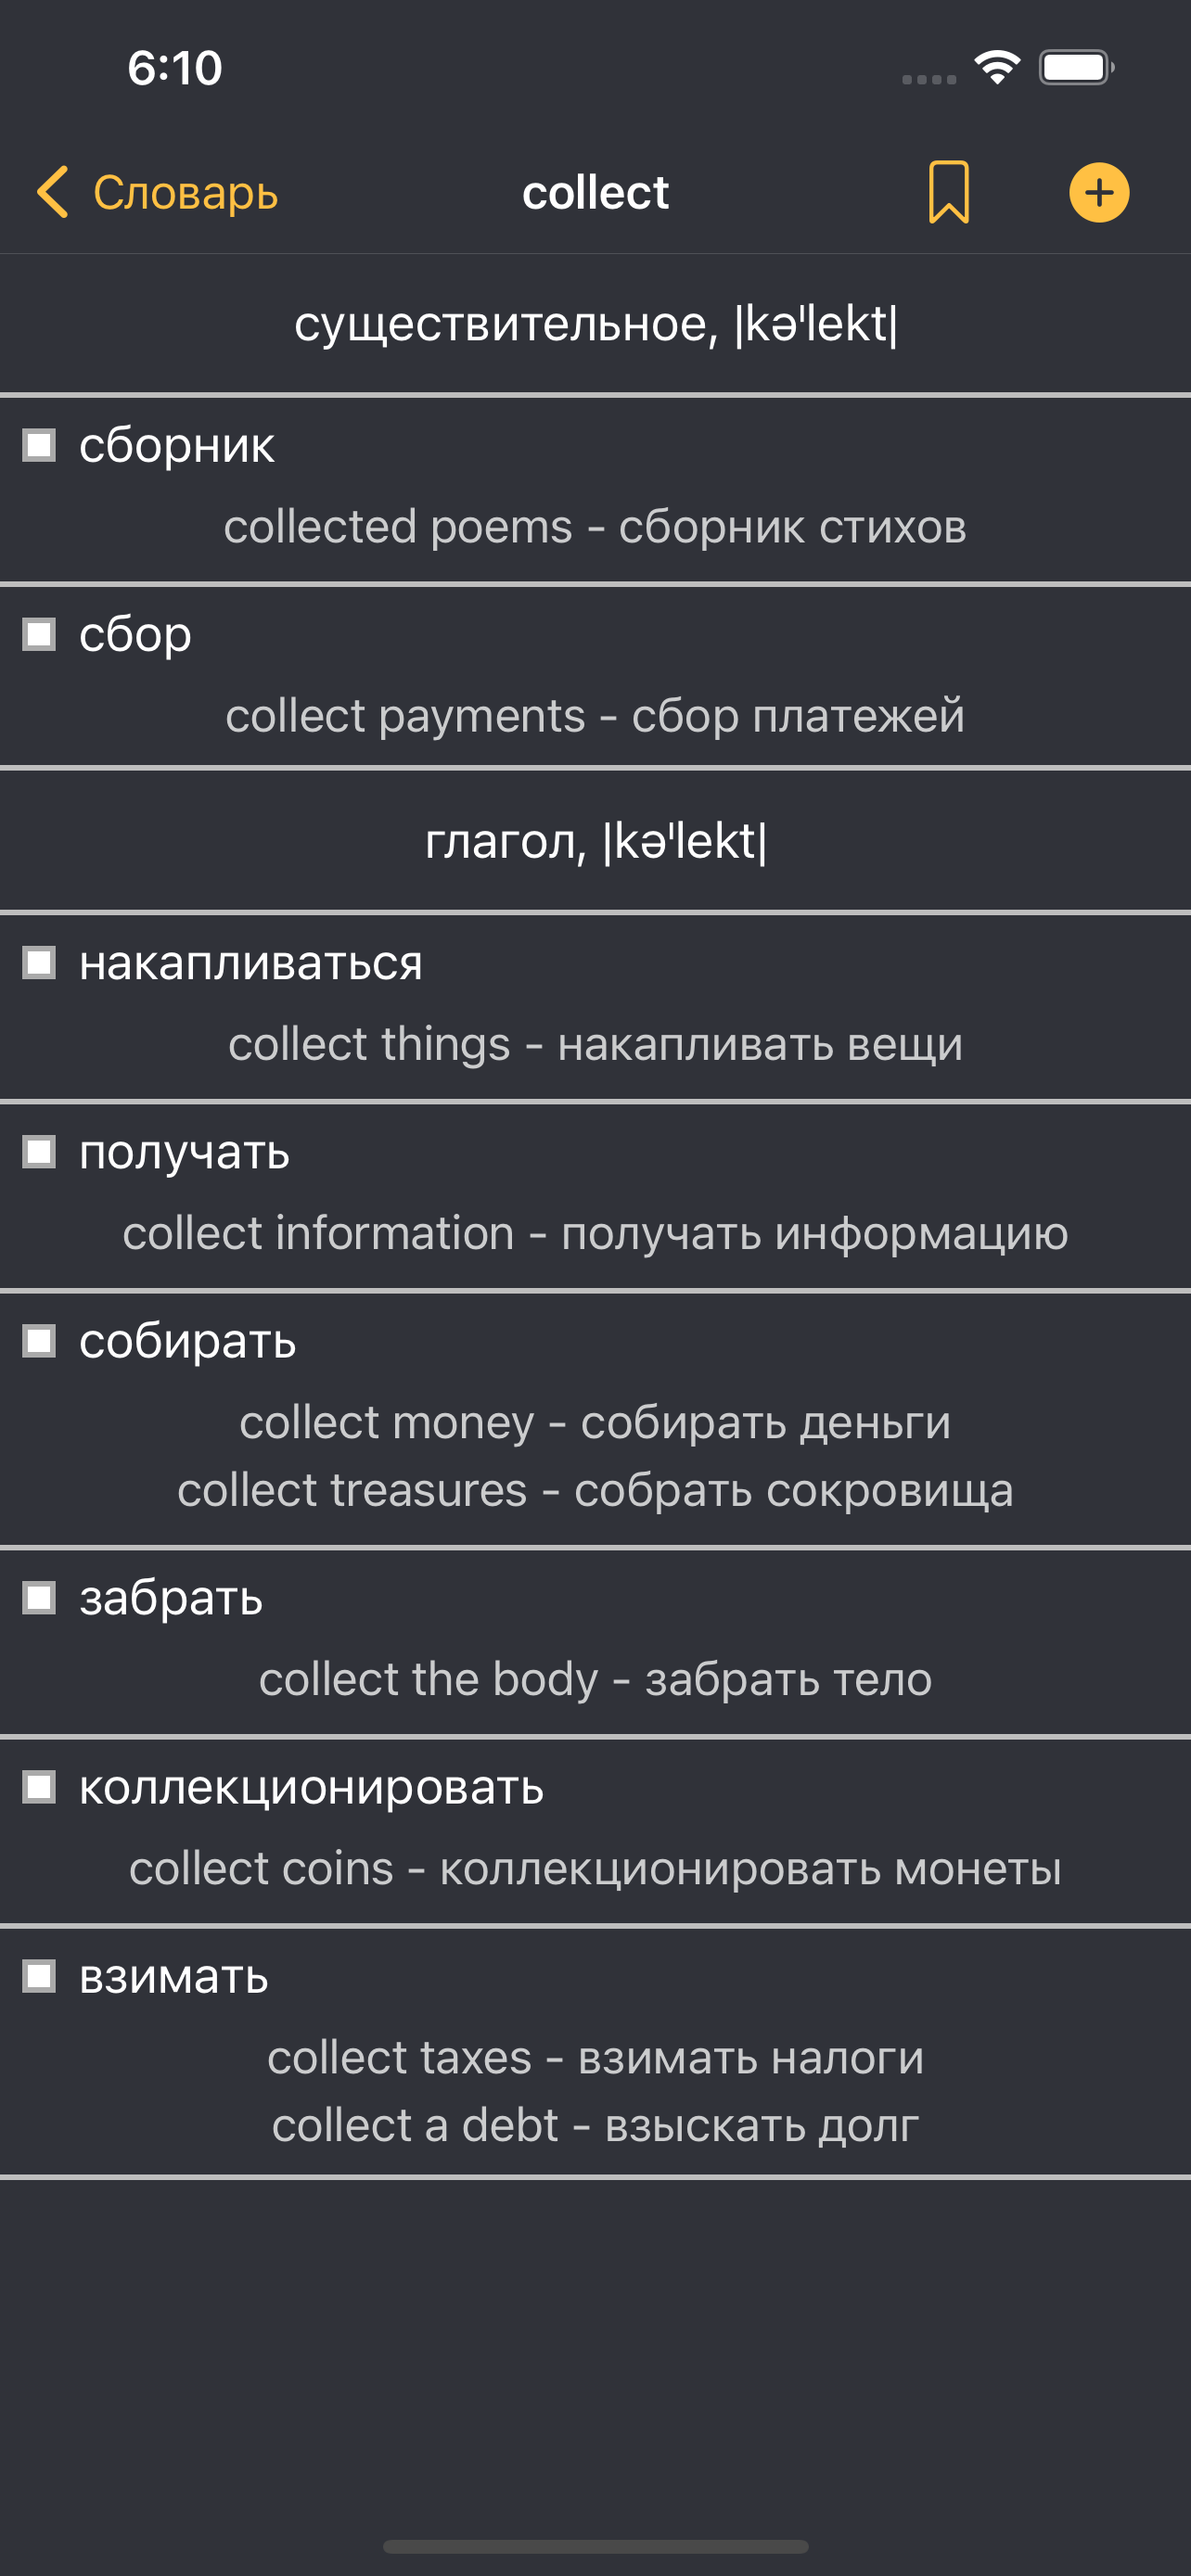 6:10
Словарь
collect
существительное, |kə'lekt|
сборник
collected poems - сборник стихов
сбор
collect payments - сбор платежей
глагол, |kə'lekt|
накапливаться
collect things - накапливать вещи
получать
collect information - получать информацию
собирать
collect money - собирать деньги
collect treasures - собрать сокровища
забрать
collect the body - забрать тело
коллекционировать
collect coins - коллекционировать монеты
взимать
collect taxes - взимать налоги
collect a debt - взыскать долг